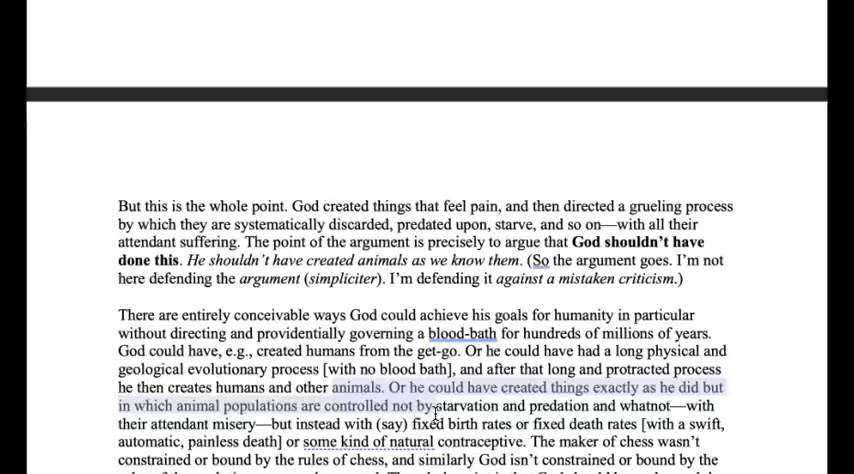 But this is the whole point. God created things that feel pain, and then directed a grueling process
by which they are systematically discarded, predated upon, starve, and so on—with all their
attendant suffering. The point of the argument is precisely to argue that God shouldn't have
done this. He shouldn't have created animals as we know them. (So the argument goes. I'm not
here defending the argument (simpliciter). I'm defending it against a mistaken criticism.)
There are entirely conceivable ways God could achieve his goals for humanity in particular
without directing and providentially governing a blood-bath for hundreds of millions of years.
God could have, e.g., created humans from the get-go. Or he could have had a long physical and
geological evolutionary process [with no blood bath], and after that long and protracted process
he then creates humans and other animals. Or he could have created things exactly as he did but
in which animal populations are controlled not by starvation and predation and whatnot—with
their attendant misery—but instead with (say) fixed birth rates or fixed death rates [with a swift,
automatic, painless death] or some kind of natural contraceptive. The maker of chess wasn't
constrained or bound by the rules of chess, and similarly God isn't constrained or bound by the